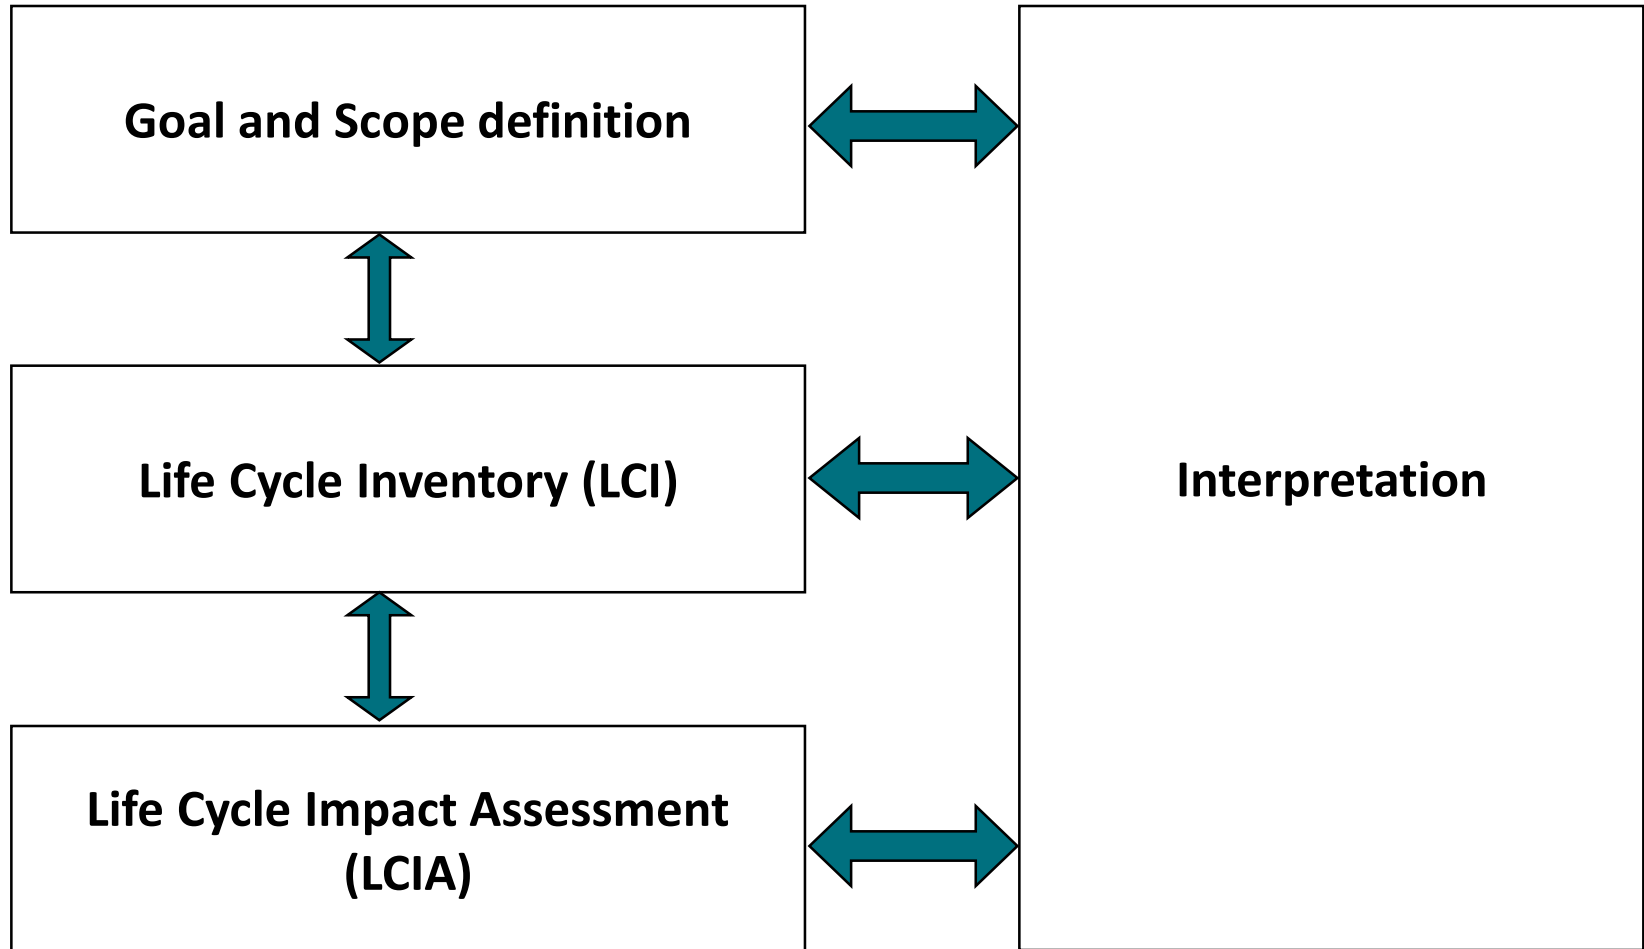 Goal and Scope definition
Life Cycle Inventory (LCI)
Interpretation
Life Cycle Impact Assessment
(LCIA)